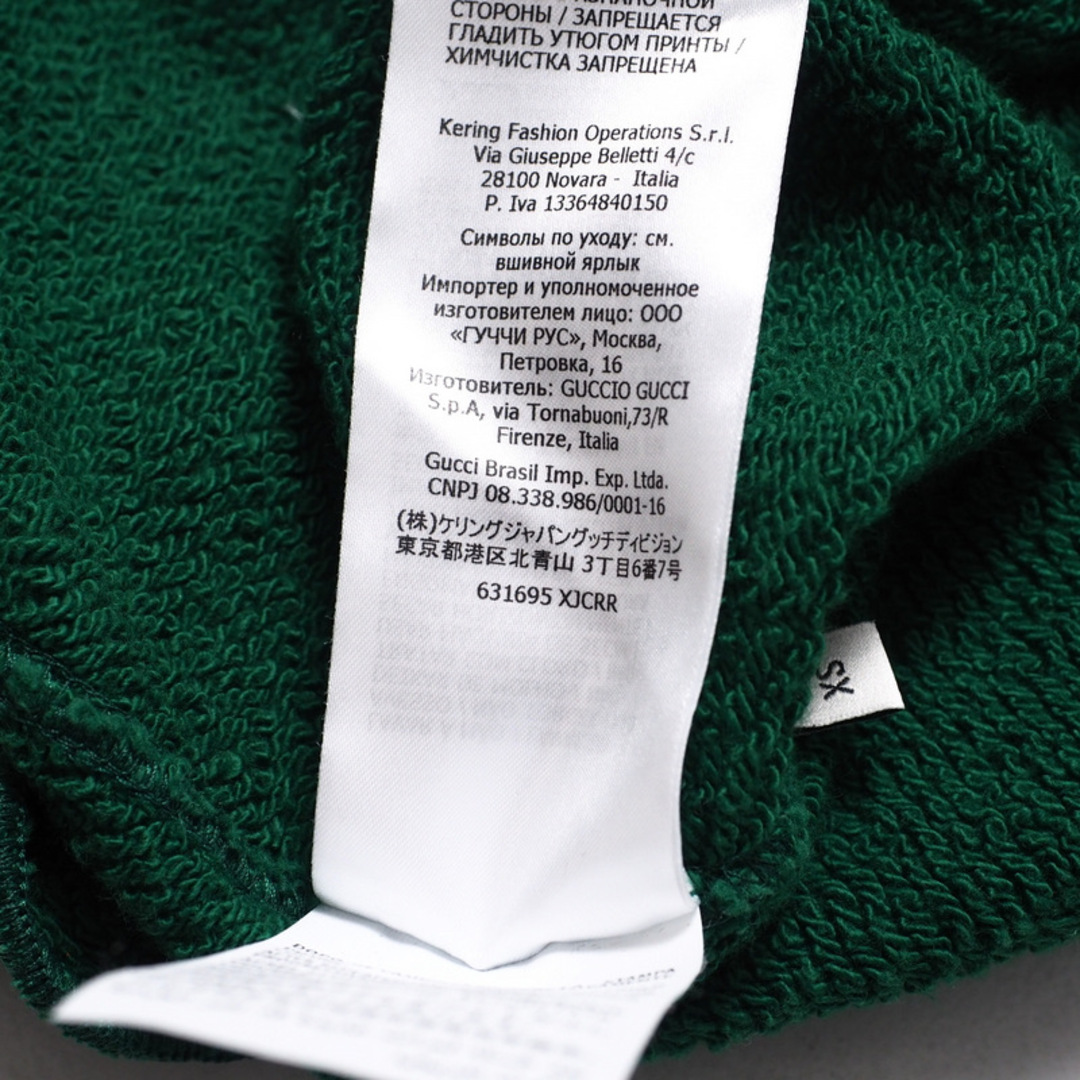 СТОРОНЫ / ЗАПРЕЩАЕТСЯ
ГЛАДИТЬ УТЮГОМ ПРИНТЫ /
ХИМЧИСТКА ЗАПРЕЩЕНА
Kering Fashion Operations S.r.l.
Via Giuseppe Belletti 4/c
28100 Novara - Italia
P. Iva 13364840150
Символы по уходу: см.
вшивной ярлык
Импортер и уполномоченное
изготовителем лицо: ООО
«ГУЧЧИ РУС», Москва,
Петровка, 16
Изготовитель: GUCCIO GUCCI
S.p.A, via Tornabuoni,73/R
Firenze, Italia
Gucci Brasil Imp. Exp. Ltda.
CNPJ 08.338.986/0001-16
(株)ケリングジャパングッチディビジョン
東京都港区北青山 3丁目6番7号
631695 XJCRR
XS